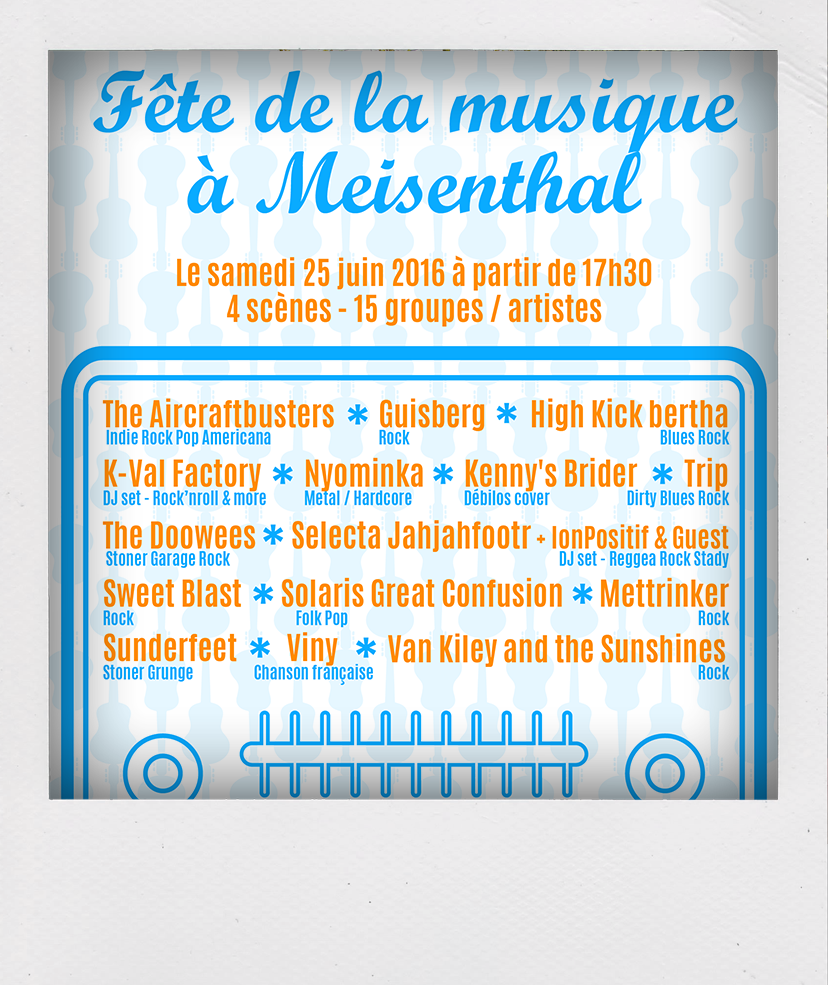 Fête de la musique
à Meisenthal
Le samedi 25 juin 2016 à partir de 17h30
4 scènes - 15 groupes / artistes
The Aircraftbusters * Guisberg * High Kick bertha
Indie Rock Pop Americana Rock Blues Rock
K-Val Factory * Nyominka * Kenny's Brider * Trip
DJ set - Rock'nroll & more Metal / Hardcore Débilos cover Dirty Blues Rock
The Doowees * Selecta Jahjahfootr + IonPositif & Guest
Stoner Garage Rock DJ set - Reggea Rock Stady
Sweet Blast * Solaris Great Confusion * Mettrinker
Rock Folk Pop Rock
Sunderfeet * Viny * Van Kiley and the Sunshines
Stoner Grunge Chanson française Rock